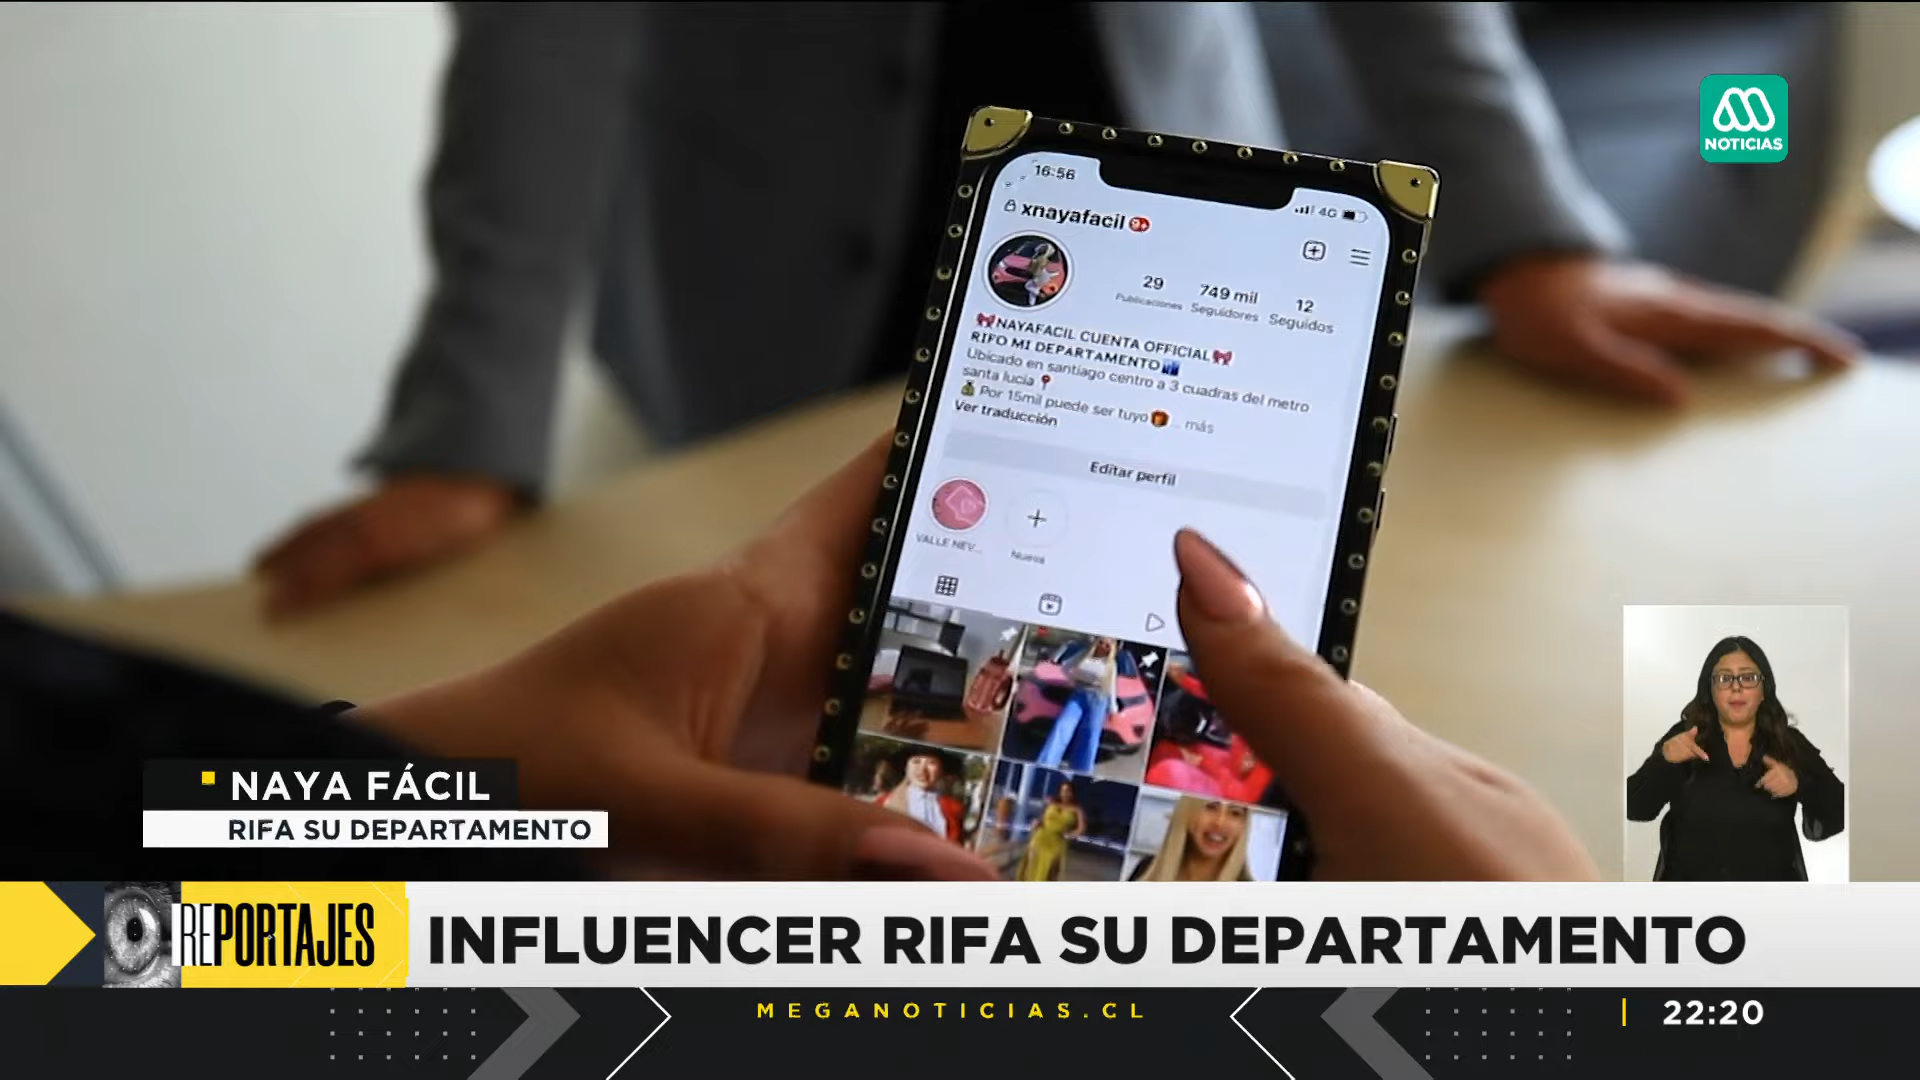 NOTICIAS
16:56
4G
xnayafacil 9+
29
Publicaciones
749 mil
Seguidores
12
Seguidos
🎀NAYAFACIL CUENTA OFFICIAL🎀
RIFO MI DEPARTAMENTO🌃
Ubicado en santiago centro a 3 cuadras del metro
santa lucia📍
💰Por 15mil puede ser tuyo🎁... más
Ver traducción
Editar perfil
VALLE NEV...
Nueva
NAYA FÁCIL
RIFA SU DEPARTAMENTO
REPORTAJES
INFLUENCER RIFA SU DEPARTAMENTO
MEGANOTICIAS.CL
22:20